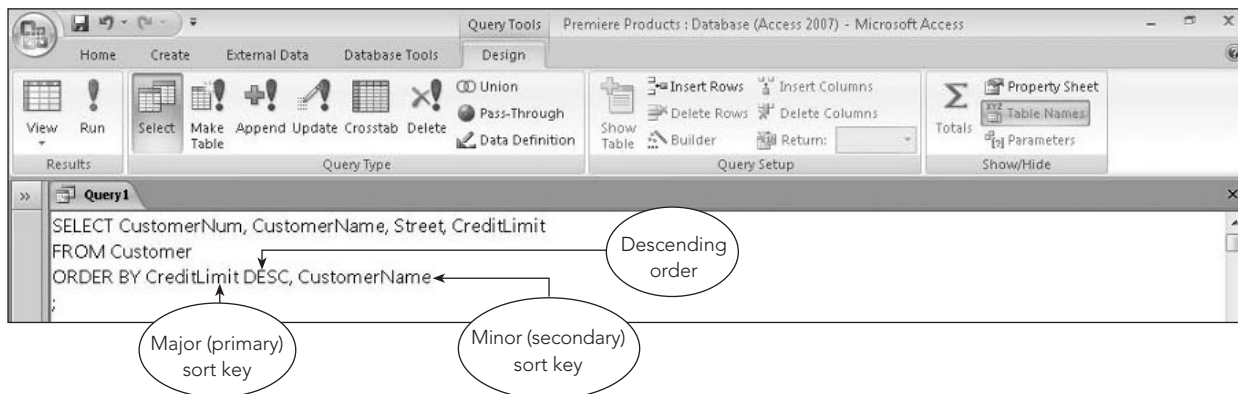 Query Tools
Premiere Products : Database (Access 2007) - Microsoft Access
Home Create External Data Database Tools Design
View
Run
Results
Select
Make Table
Append
Update
Crosstab
Delete
Union
Pass-Through
Data Definition
Query Type
Show Table
Insert Rows
Delete Rows
Builder
Insert Columns
Delete Columns
Return:
Query Setup
Totals
Property Sheet
Table Names
Parameters
Show/Hide
Query1
SELECT CustomerNum, CustomerName, Street, CreditLimit
FROM Customer
ORDER BY CreditLimit DESC, CustomerName
;
Descending
order
Major (primary)
sort key
Minor (secondary)
sort key